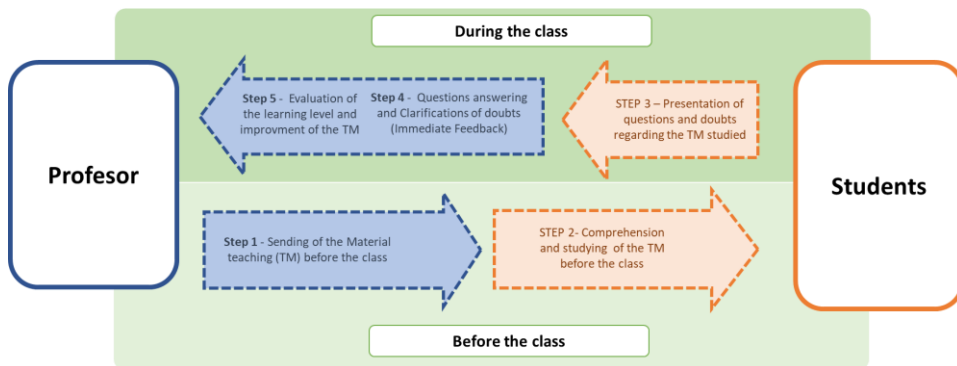 During the class
Profesor
Step 5 - Evaluation of
the learning level and
improvment of the TM
Step 4 - Questions answering
and Clarifications of doubts
(Immediate Feedback)
STEP 3 – Presentation of
questions and doubts
regarding the TM studied
Students
Step 1 - Sending of the Material
teaching (TM) before the class
STEP 2- Comprehension
and studying of the TM
before the class
Before the class